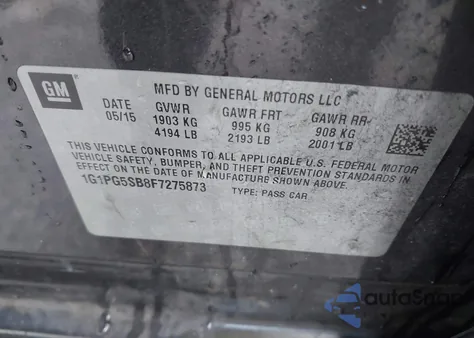 GM
MFD BY GENERAL MOTORS LLC
DATE GVWR GAWR FRT GAWR RR
05/15 1903 KG 995 KG 908 KG
4194 LB 2193 LB 2001 LB
THIS VEHICLE CONFORMS TO ALL APPLICABLE U.S. FEDERAL MOTOR
VEHICLE SAFETY, BUMPER, AND THEFT PREVENTION STANDARDS IN
EFFECT ON THE DATE OF MANUFACTURE SHOWN ABOVE.
1G1PG5SB8F7275873 TYPE: PASS CAR